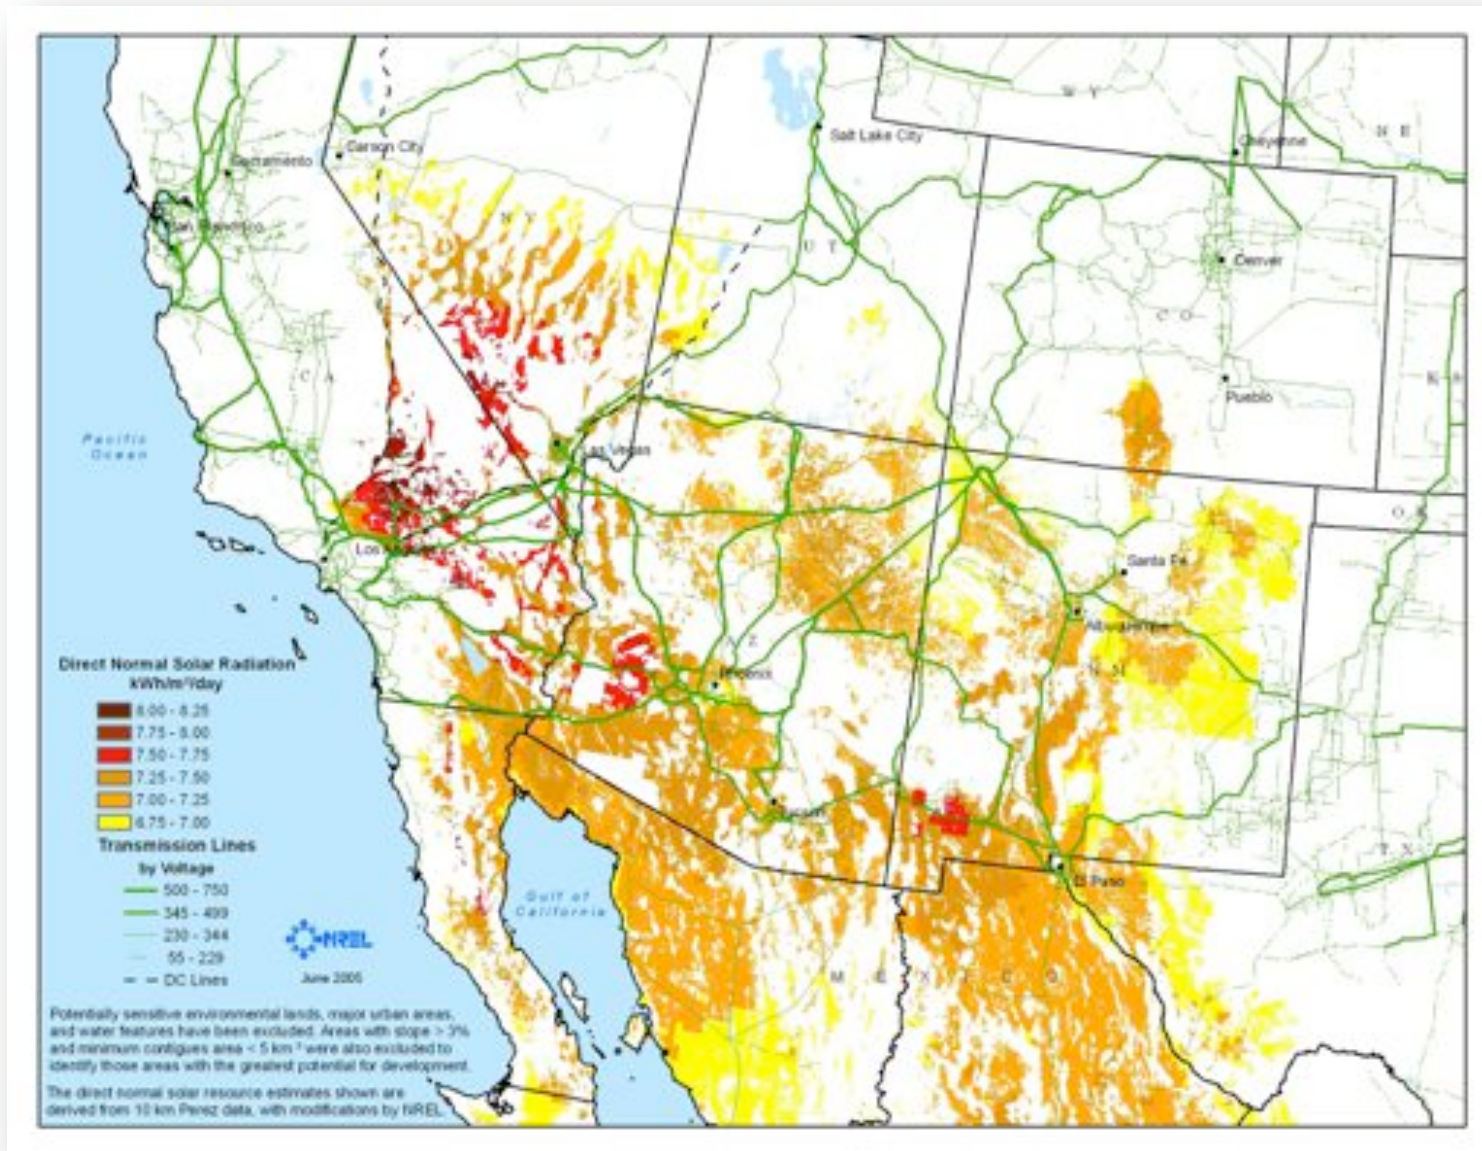 W Y
N E
Salt Lake City
Cheyenne
Carson City
Sacramento
San Francisco
N V
U T
Denver
C O
C A
Pueblo
K S
Pacific
Ocean
Las Vegas
O K
Los Angeles
Santa Fe
Albuquerque
A Z
N M
Phoenix
Direct Normal Solar Radiation
kWh/m²/day
8.00 - 8.25
7.75 - 8.00
7.50 - 7.75
7.25 - 7.50
7.00 - 7.25
6.75 - 7.00
Tucson
Transmission Lines
by Voltage
500 - 750
345 - 499
230 - 344
55 - 229
DC Lines
T X
El Paso
Gulf of
California
NREL
June 2005
M E X I C O
Potentially sensitive environmental lands, major urban areas,
and water features have been excluded. Areas with slope > 3%
and minimum contigues area < 5 km ² were also excluded to
identify those areas with the greatest potential for development.
The direct normal solar resource estimates shown are
derived from 10 km Perez data, with modifications by NREL.